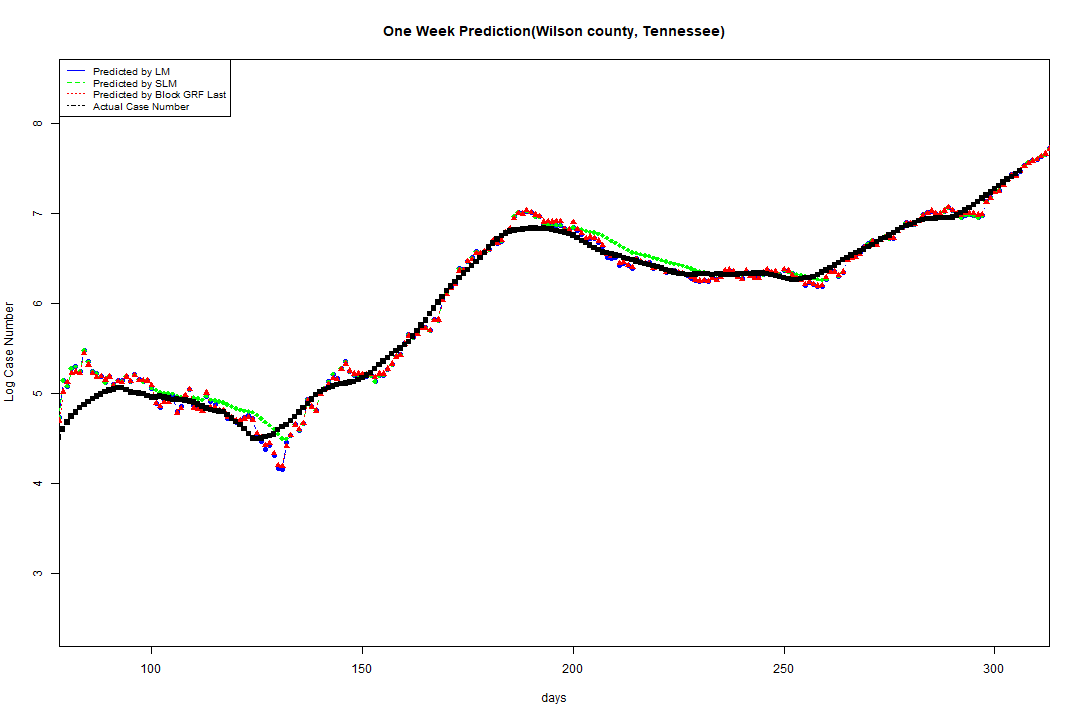 One Week Prediction(Wilson county, Tennessee)
Predicted by LM
Predicted by SLM
Predicted by Block GRF Last
Actual Case Number
8
7
6
5
4
3
Log Case Number
100 150 200 250 300
days